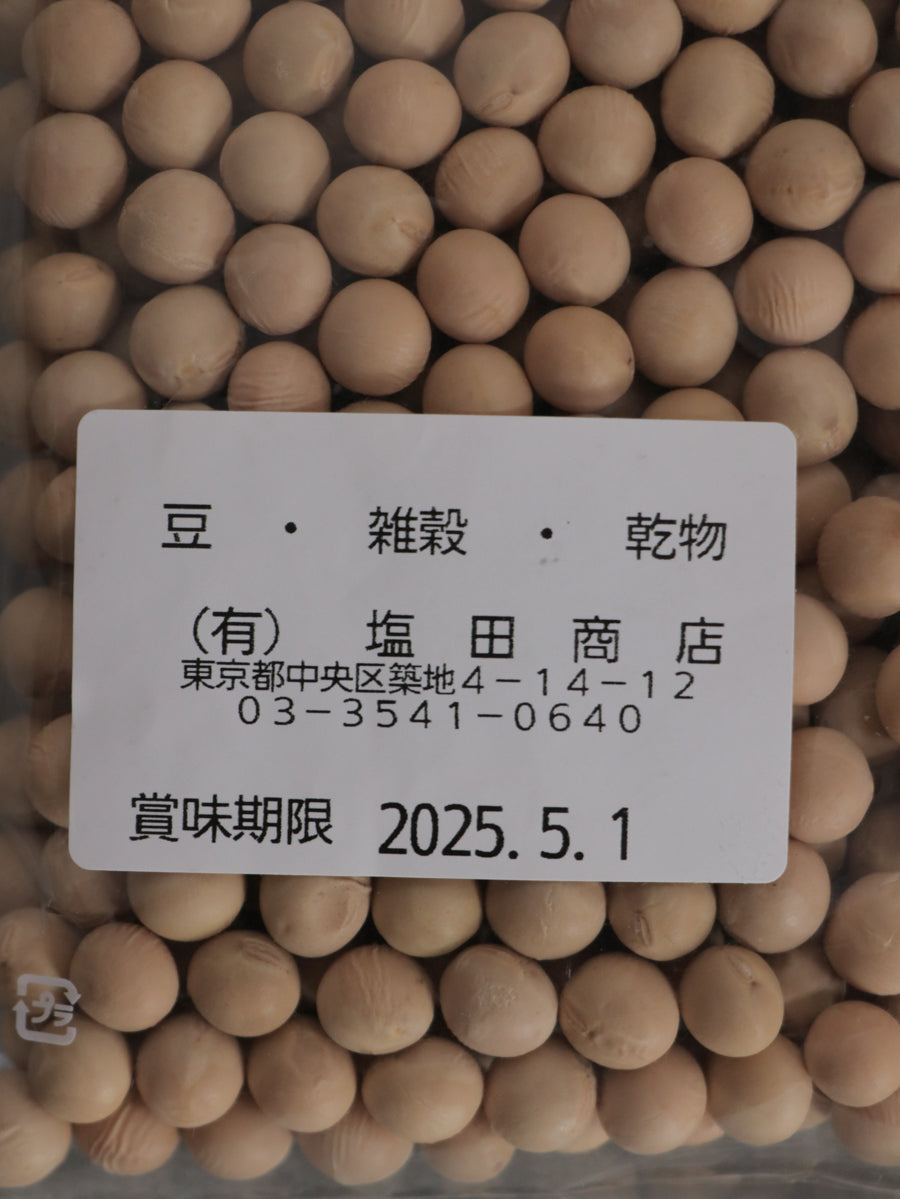 豆 ・ 雑穀 ・ 乾物
（有） 塩田商店
東京都中央区築地４－１４－１２
０３－３５４１－０６４０
賞味期限 2025. 5. 1
プラ